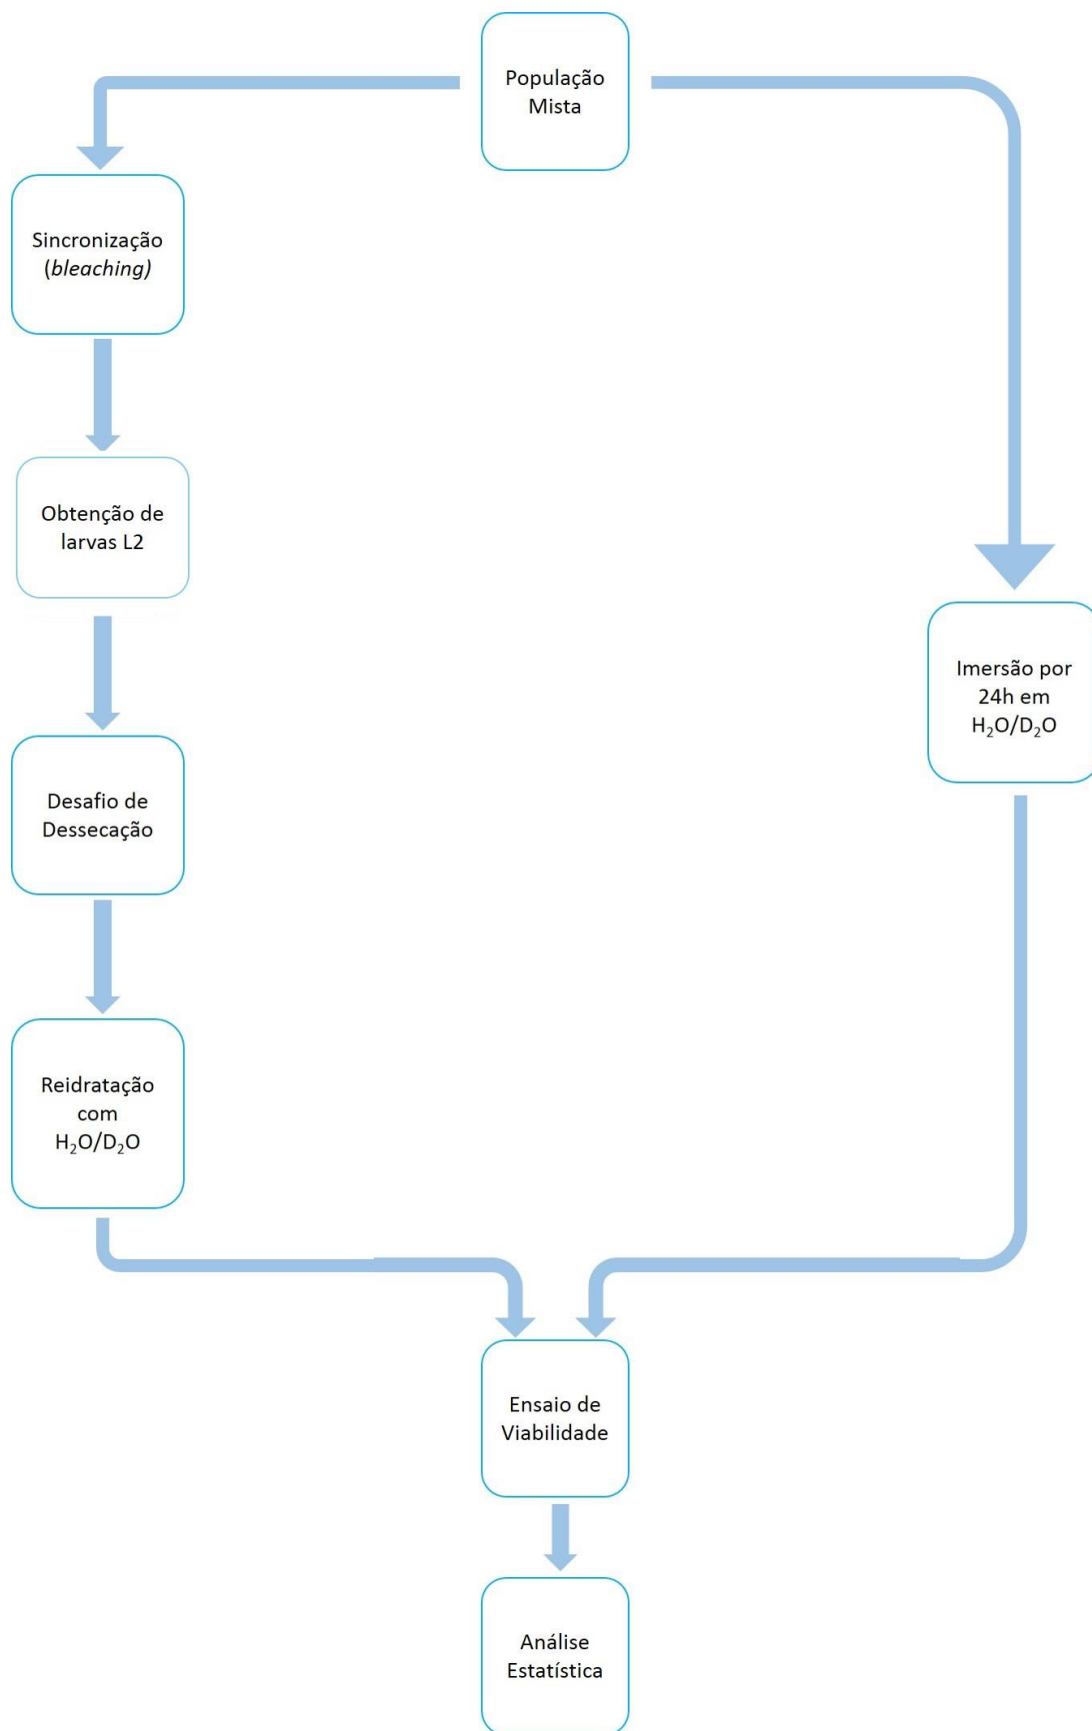 População
Mista
Sincronização
(bleaching)
Obtenção de
larvas L2
Desafio de
Dessecação
Reidratação
com
H₂O/D₂O
Imersão por
24h em
H₂O/D₂O
Ensaio de
Viabilidade
Análise
Estatística